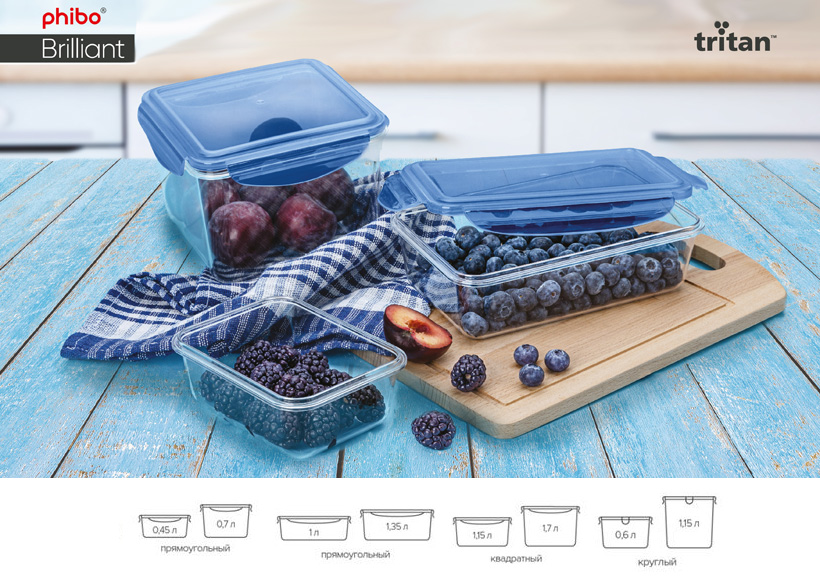 phibo®
Brilliant
tritan™
0,45 л
0,7 л
прямоугольный
1 л
1,35 л
прямоугольный
1,15 л
1,7 л
квадратный
0,6 л
1,15 л
круглый